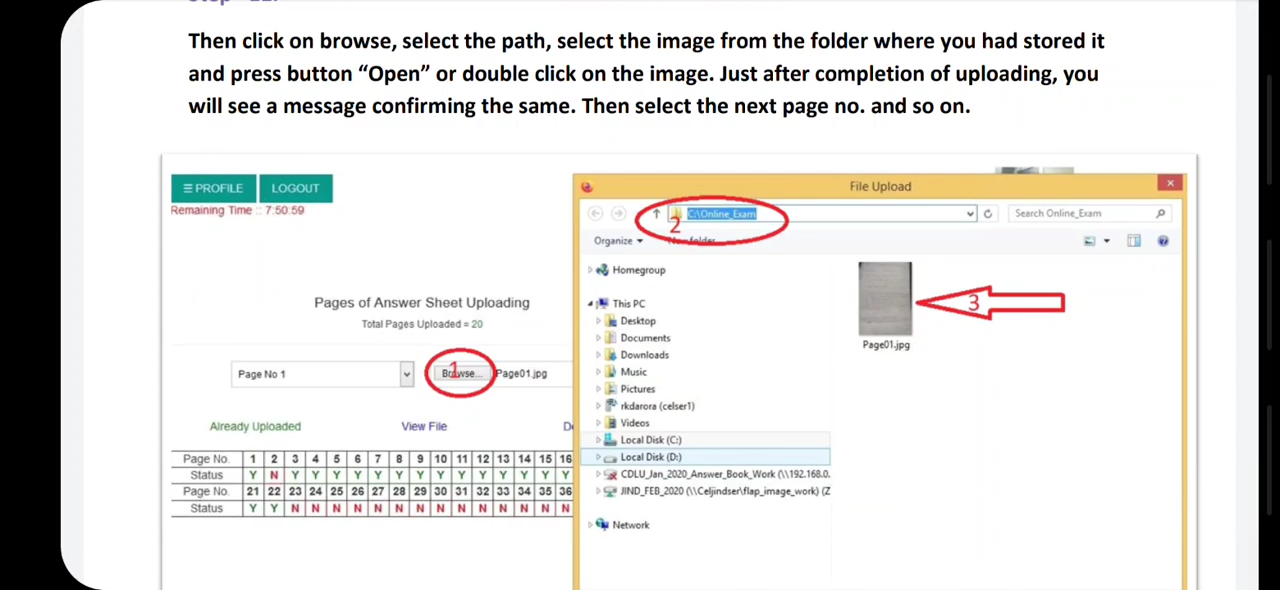 Then click on browse, select the path, select the image from the folder where you had stored it
and press button “Open” or double click on the image. Just after completion of uploading, you
will see a message confirming the same. Then select the next page no. and so on.
☰ PROFILE LOGOUT
Remaining Time :: 7:50:59
Pages of Answer Sheet Uploading
Total Pages Uploaded = 20
Page No 1
1
Browse... Page01.jpg
Already Uploaded View File
Page No. 1 2 3 4 5 6 7 8 9 10 11 12 13 14 15 16
Status Y N Y Y Y Y Y Y Y Y Y Y Y Y Y Y
Page No. 21 22 23 24 25 26 27 28 29 30 31 32 33 34 35 36
Status Y Y N N N N N N N N N N N N N N
File Upload
C:\Online_Exam
2
Search Online_Exam
Organize
Homegroup
This PC
Desktop
Documents
Downloads
Music
Pictures
rkdarora (celser1)
Videos
Local Disk (C:)
Local Disk (D:)
CDLU_Jan_2020_Answer_Book_Work (\\192.168.0.
JIND_FEB_2020 (\\Celjindser\flap_image_work) (Z
Network
3
Page01.jpg